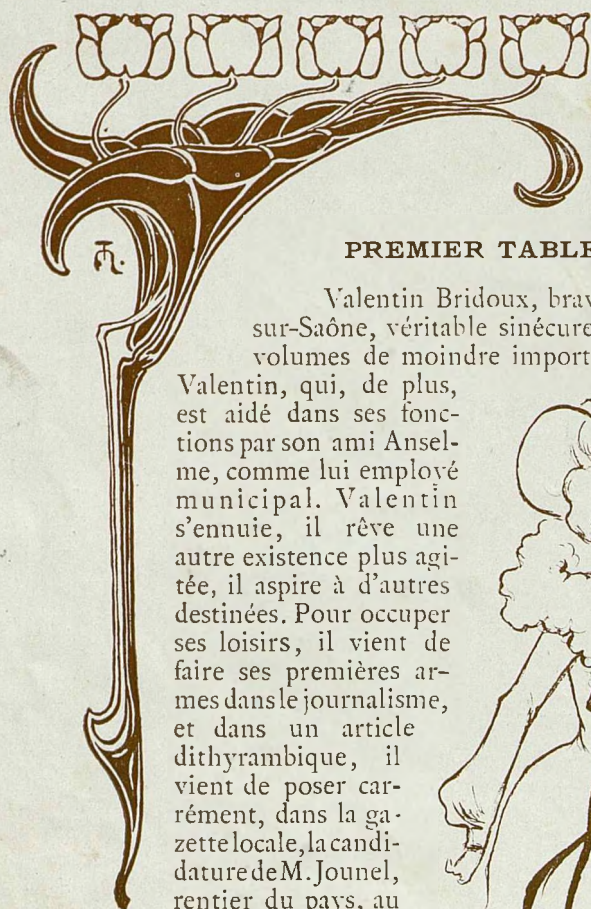 PREMIER TABLE
Valentin Bridoux, brav
sur-Saône, véritable sinécure
volumes de moindre import
Valentin, qui, de plus,
est aidé dans ses fonc-
tions par son ami Ansel-
me, comme lui employé
municipal. Valentin
s'ennuie, il rêve une
autre existence plus agi-
tée, il aspire à d'autres
destinées. Pour occuper
ses loisirs, il vient de
faire ses premières ar-
mes dans le journalisme,
et dans un article
dithyrambique, il
vient de poser car-
rément, dans la ga-
zette locale, la candi-
dature de M. Jounel,
rentier du pays, au